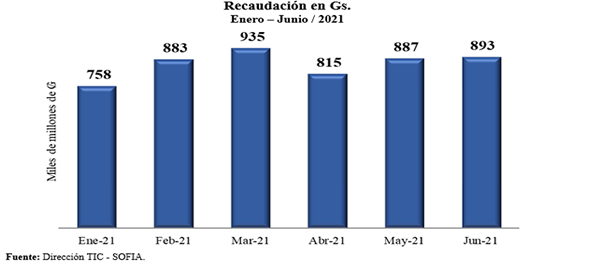 Recaudación en Gs.
Enero – Junio / 2021
Miles de millones de ₲
758
883
935
815
887
893
Ene-21
Feb-21
Mar-21
Abr-21
May-21
Jun-21
Fuente: Dirección TIC - SOFIA.